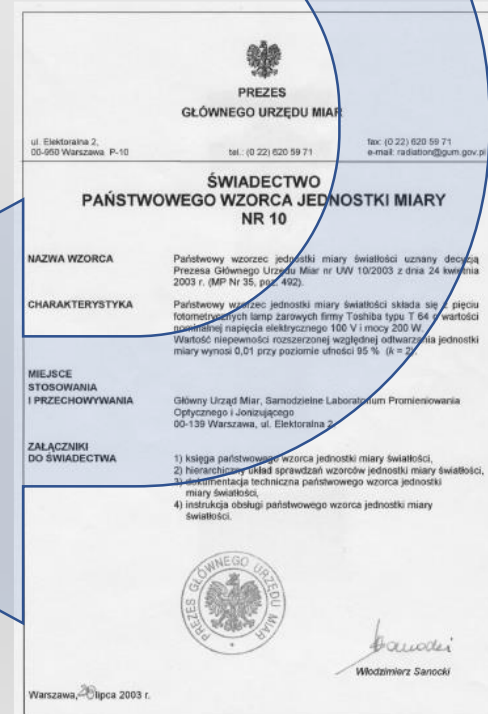 PREZES
GŁÓWNEGO URZĘDU MIAR
ul. Elektoralna 2,
00-950 Warszawa P-10
tel.: (0 22) 620 59 71
fax: (0 22) 620 59 71
e-mail: radiation@gum.gov.pl
ŚWIADECTWO
PAŃSTWOWEGO WZORCA JEDNOSTKI MIARY
NR 10
NAZWA WZORCA
Państwowy wzorzec jednostki miary światłości uznany decyzją
Prezesa Głównego Urzędu Miar nr UW 10/2003 z dnia 24 kwietnia
2003 r. (MP Nr 35, poz. 492).
CHARAKTERYSTYKA
Państwowy wzorzec jednostki miary światłości składa się z pięciu
fotometrycznych lamp żarowych firmy Toshiba typu T 64 o wartości
nominalnej napięcia elektrycznego 100 V i mocy 200 W.
Wartość niepewności rozszerzonej względnej odtwarzania jednostki
miary wynosi 0,01 przy poziomie ufności 95 % (k = 2).
MIEJSCE
STOSOWANIA
I PRZECHOWYWANIA
Główny Urząd Miar, Samodzielne Laboratorium Promieniowania
Optycznego i Jonizującego
00-139 Warszawa, ul. Elektoralna 2
ZAŁĄCZNIKI
DO ŚWIADECTWA
1) księga państwowego wzorca jednostki miary światłości,
2) hierarchiczny układ sprawdzań wzorców jednostki miary światłości,
3) dokumentacja techniczna państwowego wzorca jednostki
miary światłości,
4) instrukcja obsługi państwowego wzorca jednostki miary
światłości.
PREZES GŁÓWNEGO URZĘDU MIAR
Włodzimierz Sanocki
Warszawa, lipca 2003 r.